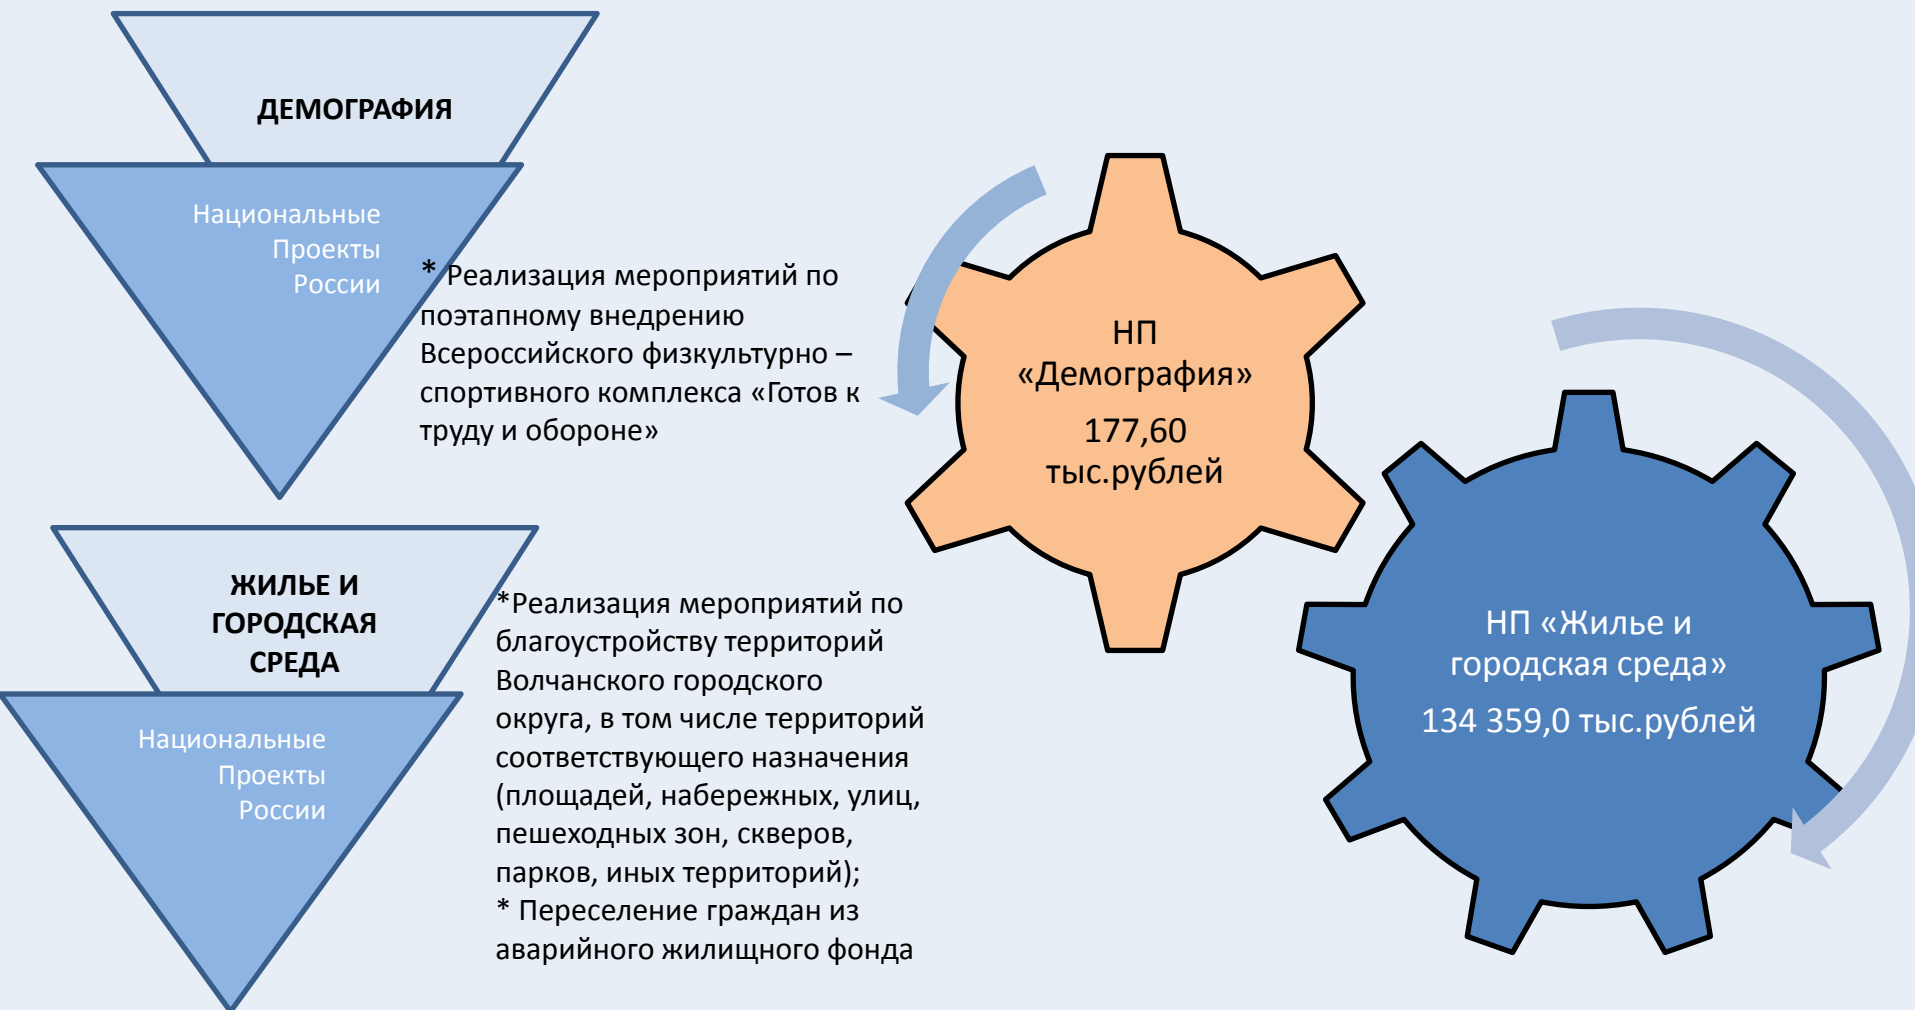 ДЕМОГРАФИЯ
Национальные
Проекты
России
* Реализация мероприятий по
поэтапному внедрению
Всероссийского физкультурно –
спортивного комплекса «Готов к
труду и обороне»
ЖИЛЬЕ И
ГОРОДСКАЯ
СРЕДА
Национальные
Проекты
России
*Реализация мероприятий по
благоустройству территорий
Волчанского городского
округа, в том числе территорий
соответствующего назначения
(площадей, набережных, улиц,
пешеходных зон, скверов,
парков, иных территорий);
* Переселение граждан из
аварийного жилищного фонда
НП
«Демография»
177,60
тыс.рублей
НП «Жилье и
городская среда»
134 359,0 тыс.рублей